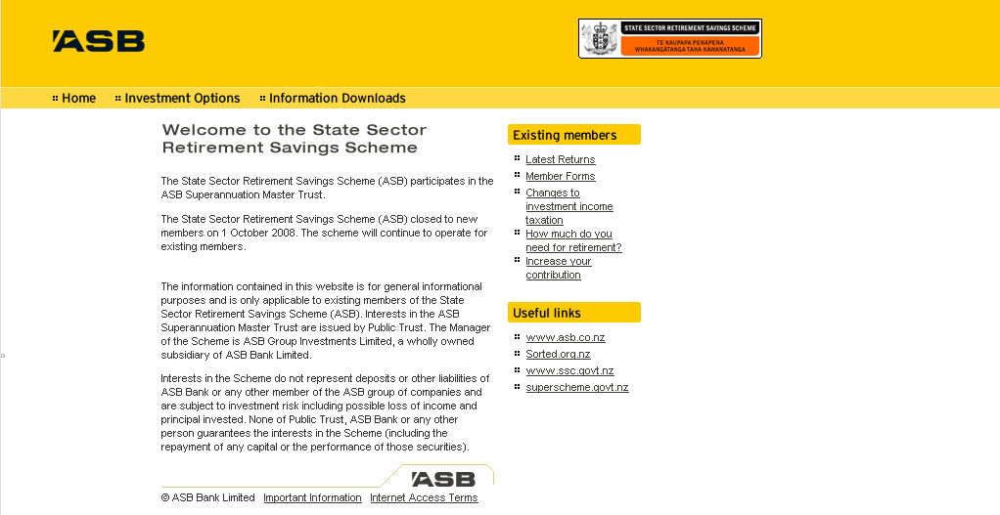 ASB
STATE SECTOR RETIREMENT SAVINGS SCHEME
TE KAUPAPA PENAPENA
WHAKANGĀTANGA TAHA KĀWANATANGA
Home
Investment Options
Information Downloads
Welcome to the State Sector
Retirement Savings Scheme
The State Sector Retirement Savings Scheme (ASB) participates in the
ASB Superannuation Master Trust.
The State Sector Retirement Savings Scheme (ASB) closed to new
members on 1 October 2008. The scheme will continue to operate for
existing members.
The information contained in this website is for general informational
purposes and is only applicable to existing members of the State
Sector Retirement Savings Scheme (ASB). Interests in the ASB
Superannuation Master Trust are issued by Public Trust. The Manager
of the Scheme is ASB Group Investments Limited, a wholly owned
subsidiary of ASB Bank Limited.
Interests in the Scheme do not represent deposits or other liabilities of
ASB Bank or any other member of the ASB group of companies and
are subject to investment risk including possible loss of income and
principal invested. None of Public Trust, ASB Bank or any other
person guarantees the interests in the Scheme (including the
repayment of any capital or the performance of those securities).
Existing members
Latest Returns
Member Forms
Changes to
investment income
taxation
How much do you
need for retirement?
Increase your
contribution
Useful links
www.asb.co.nz
Sorted.org.nz
www.ssc.govt.nz
superscheme.govt.nz
ASB
© ASB Bank Limited Important Information Internet Access Terms